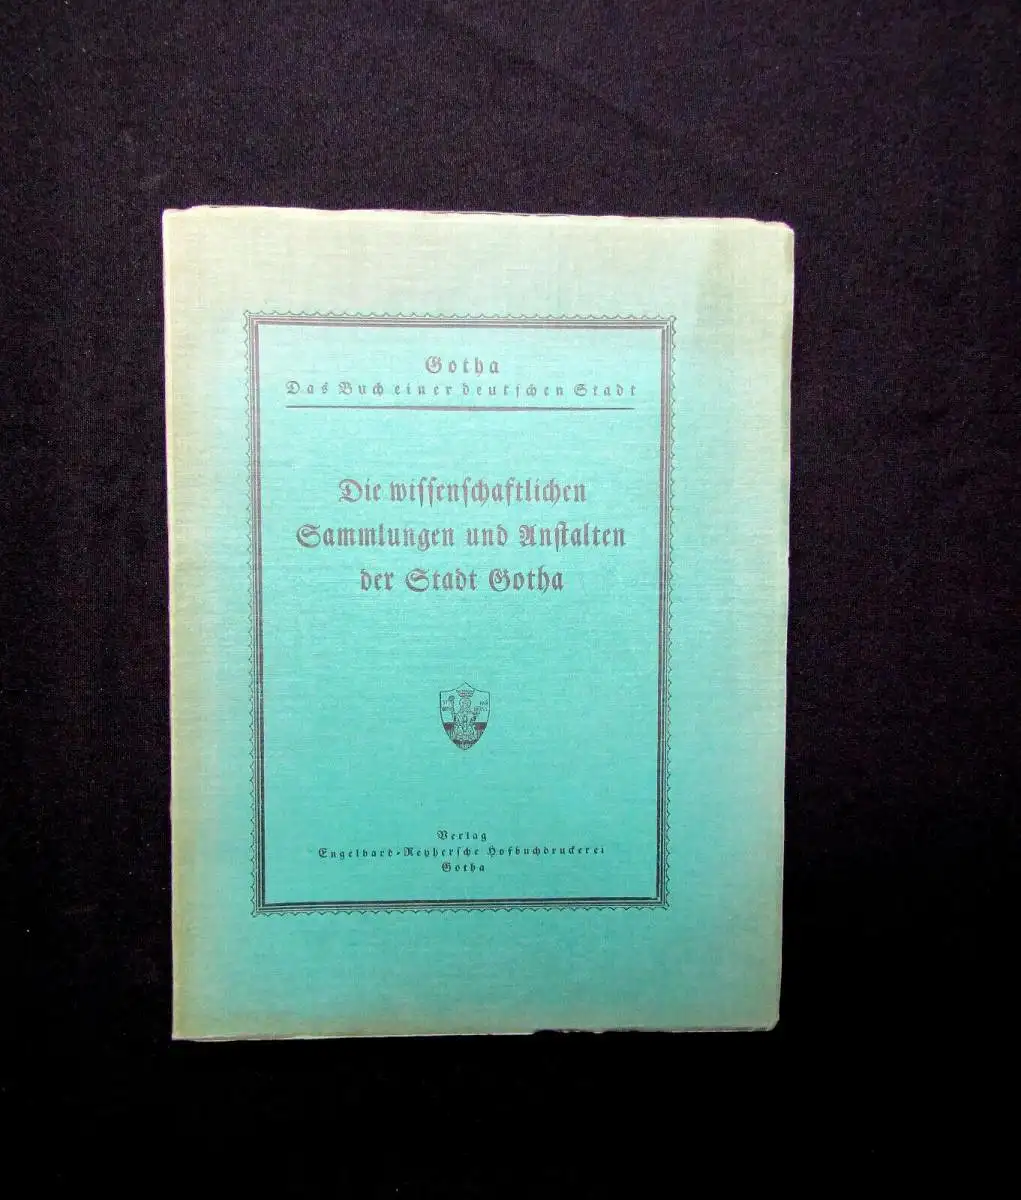 Gotha
Das Buch einer deutschen Stadt
Die wissenschaftlichen
Sammlungen und Anstalten
der Stadt Gotha
Verlag
Engelhard-Reyhersche Hofbuchdruckerei
Gotha